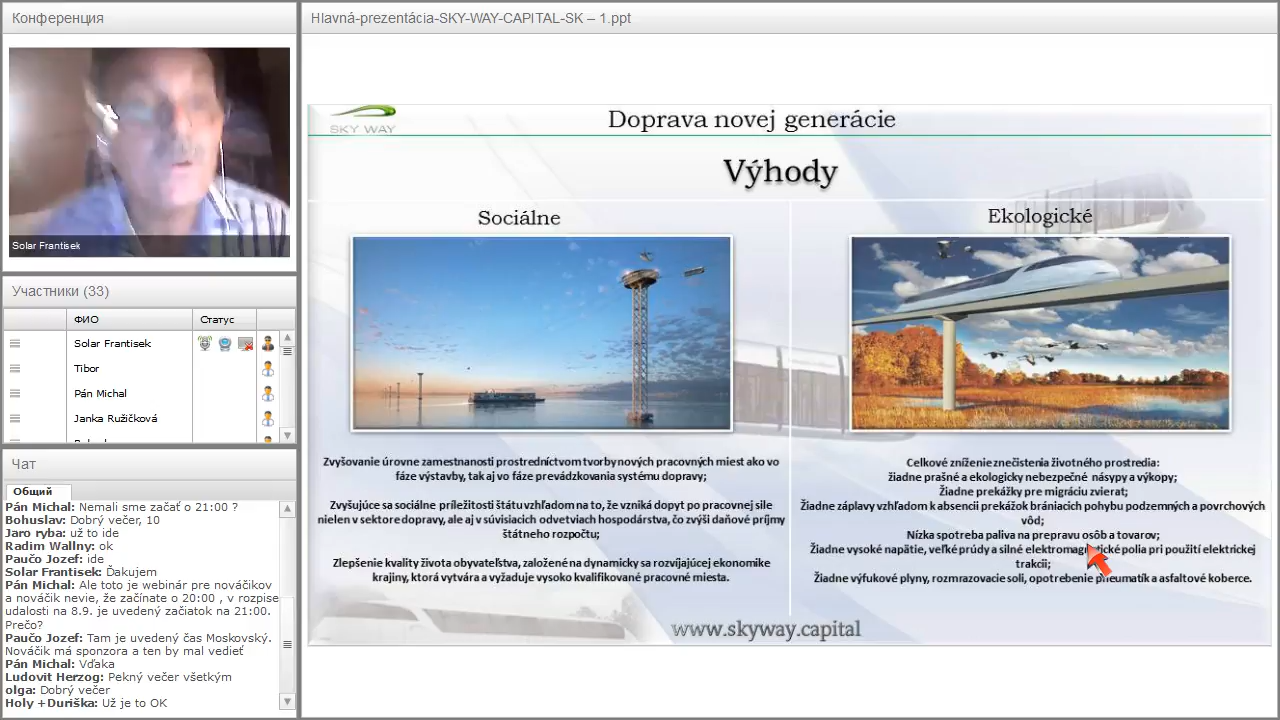 Конференция
Solar Frantisek
Участники (33)
ФИО
Статус
Solar Frantisek
Tibor
Pán Michal
Janka Ružičková
Чат
Общий
Pán Michal: Nemali sme začať o 21:00 ?
Bohuslav: Dobrý večer, 10
Jaro ryba: už to ide
Radim Wallny: ok
Paučo Jozef: ide
Solar Frantisek: Ďakujem
Pán Michal: Ale toto je webinár pre nováčikov
a nováčik nevie, že začínate o 20:00 , v rozpise
udalosti na 8.9. je uvedený začiatok na 21:00.
Prečo?
Paučo Jozef: Tam je uvedený čas Moskovský.
Nováčik má sponzora a ten by mal vedieť
Pán Michal: Vďaka
Ludovit Herzog: Pekný večer všetkým
olga: Dobrý večer
Holy +Duriška: Už je to OK
Hlavná-prezentácia-SKY-WAY-CAPITAL-SK – 1.ppt
SKY WAY
Doprava novej generácie
Výhody
Sociálne
Zvyšovanie úrovne zamestnanosti prostredníctvom tvorby nových pracovných miest ako vo
fáze výstavby, tak aj vo fáze prevádzkovania systému dopravy;
Zvyšujúce sa sociálne príležitosti štátu vzhľadom na to, že vzniká dopyt po pracovnej sile
nielen v sektore dopravy, ale aj v súvisiacich odvetviach hospodárstva, čo zvýši daňové príjmy
štátneho rozpočtu;
Zlepšenie kvality života obyvateľstva, založené na dynamicky sa rozvíjajúcej ekonomike
krajiny, ktorá vytvára a vyžaduje vysoko kvalifikované pracovné miesta.
Ekologické
Celkové zníženie znečistenia životného prostredia:
žiadne prašné a ekologicky nebezpečné násypy a výkopy;
Žiadne prekážky pre migráciu zvierat;
Žiadne záplavy vzhľadom k absencii prekážok brániacich pohybu podzemných a povrchových
vôd;
Nízka spotreba paliva na prepravu osôb a tovarov;
Žiadne vysoké napätie, veľké prúdy a silné elektromagnetické polia pri použití elektrickej
trakcii;
Žiadne výfukové plyny, rozmrazovacie soli, opotrebenie pneumatík a asfaltové koberce.
www.skyway.capital